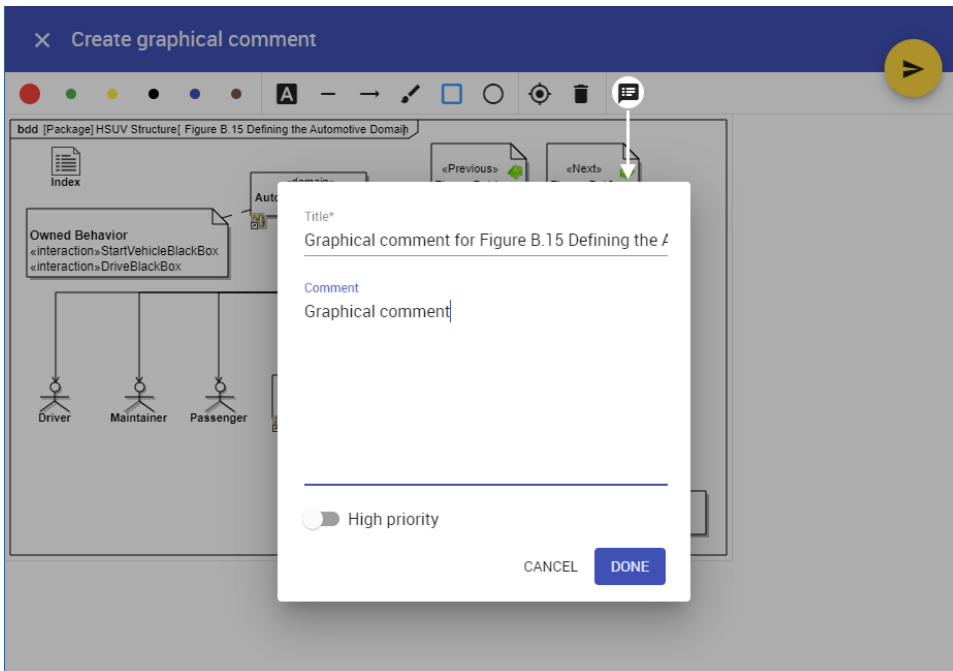 Create graphical comment
A
bdd [Package] HSUV Structure[ Figure B.15 Defining the Automotive Domain
Index
«Previous»
«Next»
Owned Behavior
«interaction»StartVehicleBlackBox
«interaction»DriveBlackBox
Driver
Maintainer
Passenger
Title*
Graphical comment for Figure B.15 Defining the
Comment
Graphical comment
High priority
CANCEL
DONE